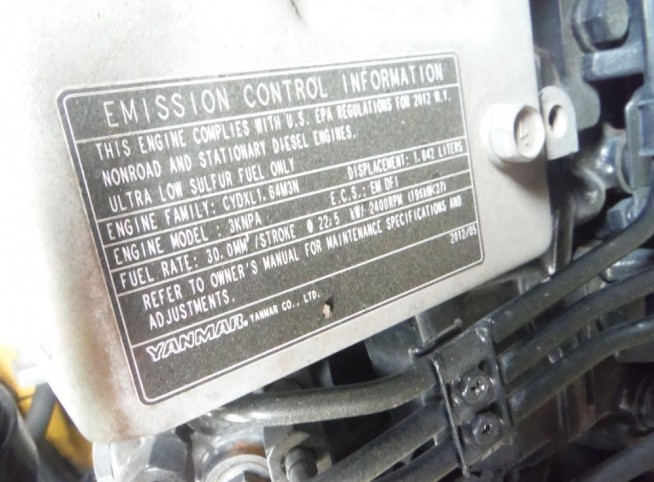 EMISSION CONTROL INFORMATION
THIS ENGINE COMPLIES WITH U.S. EPA REGULATIONS FOR 2012 M.Y.
NONROAD AND STATIONARY DIESEL ENGINES.
ULTRA LOW SULFUR FUEL ONLY
ENGINE FAMILY: CYDXL1.64M3N DISPLACEMENT: 1.642 LITERS
ENGINE MODEL : 3KNPA E.C.S.: EM DFI
FUEL RATE: 30.0MM³/STROKE @ 22.5 kW/ 2400RPM (19≤kW<37)
REFER TO OWNER'S MANUAL FOR MAINTENANCE SPECIFICATIONS AND
ADJUSTMENTS. 2012/05
YANMAR. YANMAR CO., LTD.